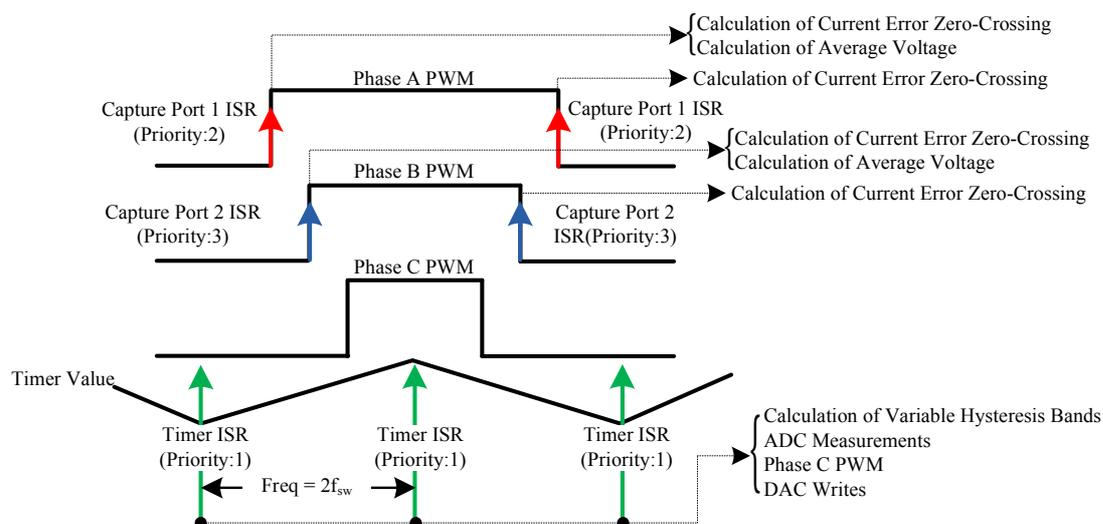 Calculation of Current Error Zero-Crossing
Calculation of Average Voltage
Phase A PWM
Calculation of Current Error Zero-Crossing
Capture Port 1 ISR
(Priority:2)
Capture Port 1 ISR
(Priority:2)
Calculation of Current Error Zero-Crossing
Calculation of Average Voltage
Phase B PWM
Calculation of Current Error Zero-Crossing
Capture Port 2 ISR
(Priority:3)
Capture Port 2
ISR(Priority:3)
Phase C PWM
Timer Value
Timer ISR
(Priority:1)
Timer ISR
(Priority:1)
Timer ISR
(Priority:1)
Freq = 2fsw
Calculation of Variable Hysteresis Bands
ADC Measurements
Phase C PWM
DAC Writes